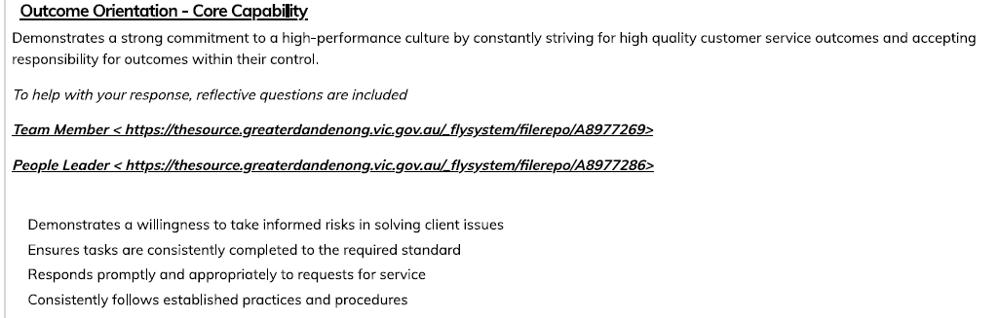 Outcome Orientation - Core Capability
Demonstrates a strong commitment to a high-performance culture by constantly striving for high quality customer service outcomes and accepting
responsibility for outcomes within their control.
To help with your response, reflective questions are included
Team Member < https://thesource.greaterdandenong.vic.gov.au/_flysystem/filerepo/A8977269>
People Leader < https://thesource.greaterdandenong.vic.gov.au/_flysystem/filerepo/A8977286>
Demonstrates a willingness to take informed risks in solving client issues
Ensures tasks are consistently completed to the required standard
Responds promptly and appropriately to requests for service
Consistently follows established practices and procedures